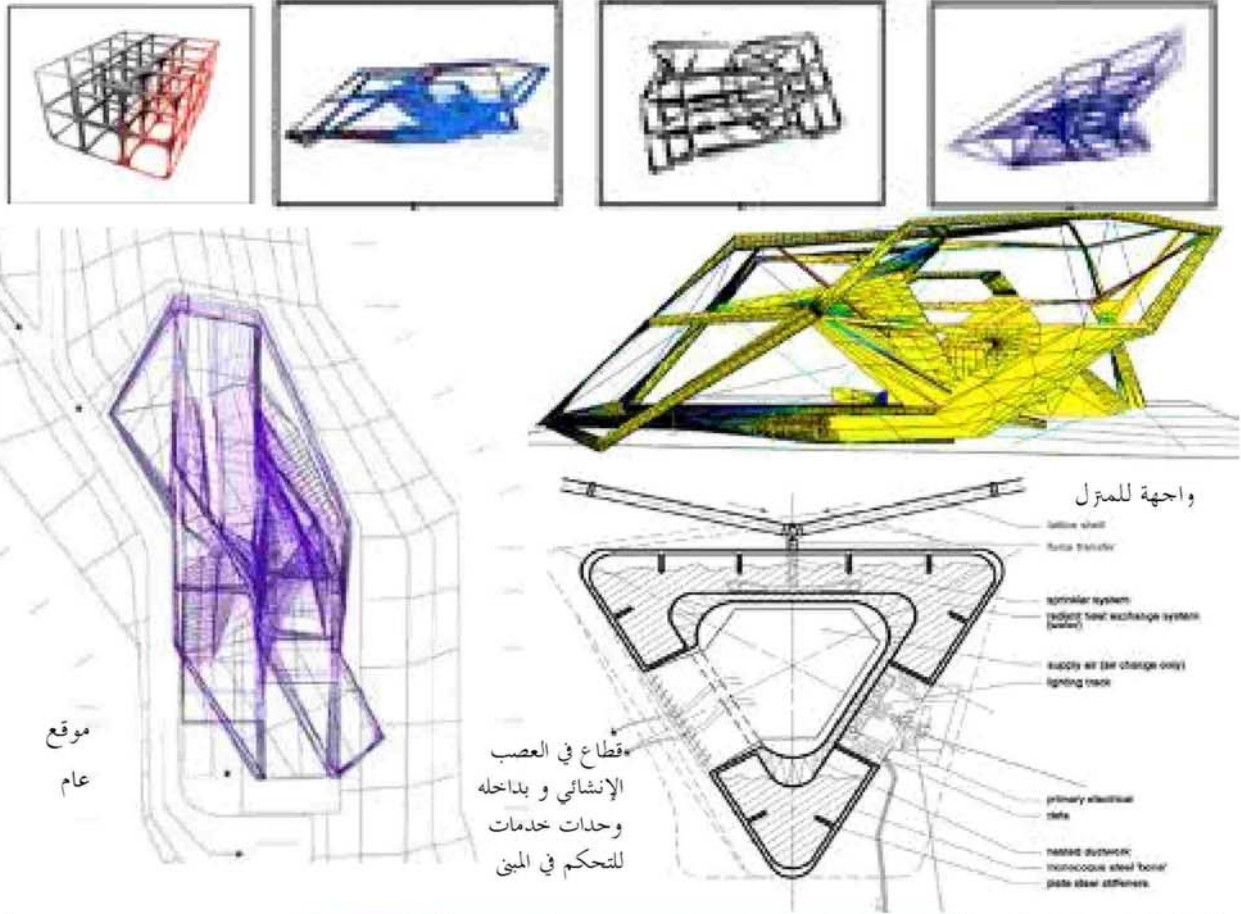 واجهة للمنزل
lattice shell
force transfer
sprinkler system
radiant heat exchange system
(water)
supply air (air change only)
lighting track
موقع
عام
قطاع في العصب
الإنشائي و بداخله
وحدات خدمات
للتحكم في المبنى
primary electrical
data
nested ductwork
monocoque steel 'bone'
plate steel stiffeners